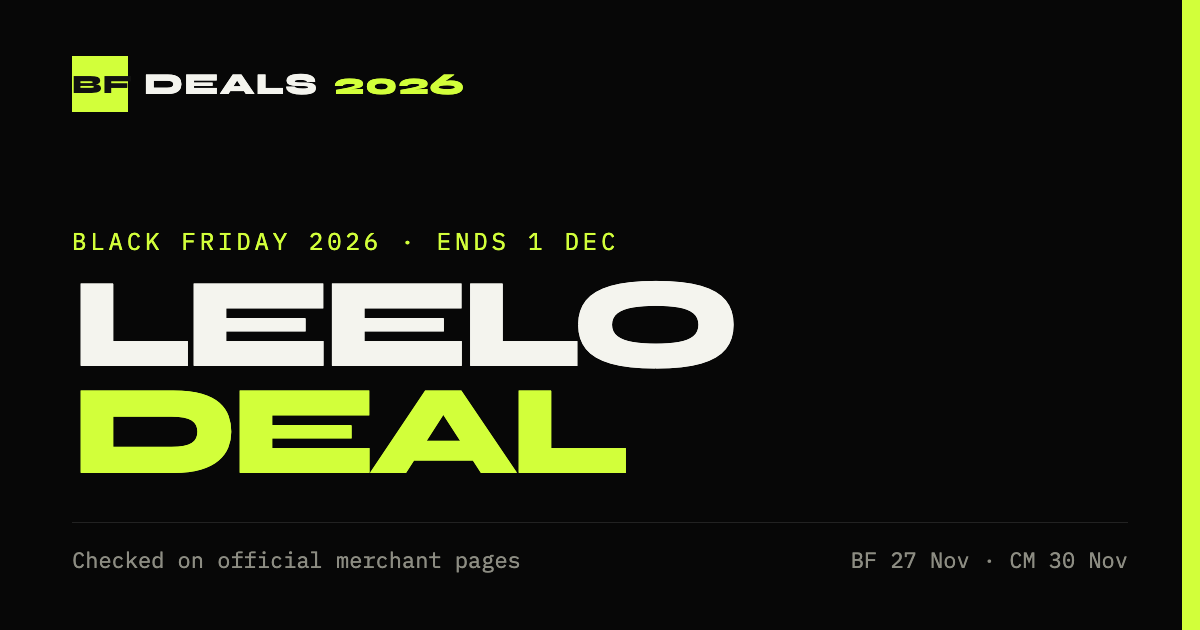 BF DEALS 2026
BLACK FRIDAY 2026 · ENDS 1 DEC
LEELO
DEAL
Checked on official merchant pages
BF 27 Nov · CM 30 Nov